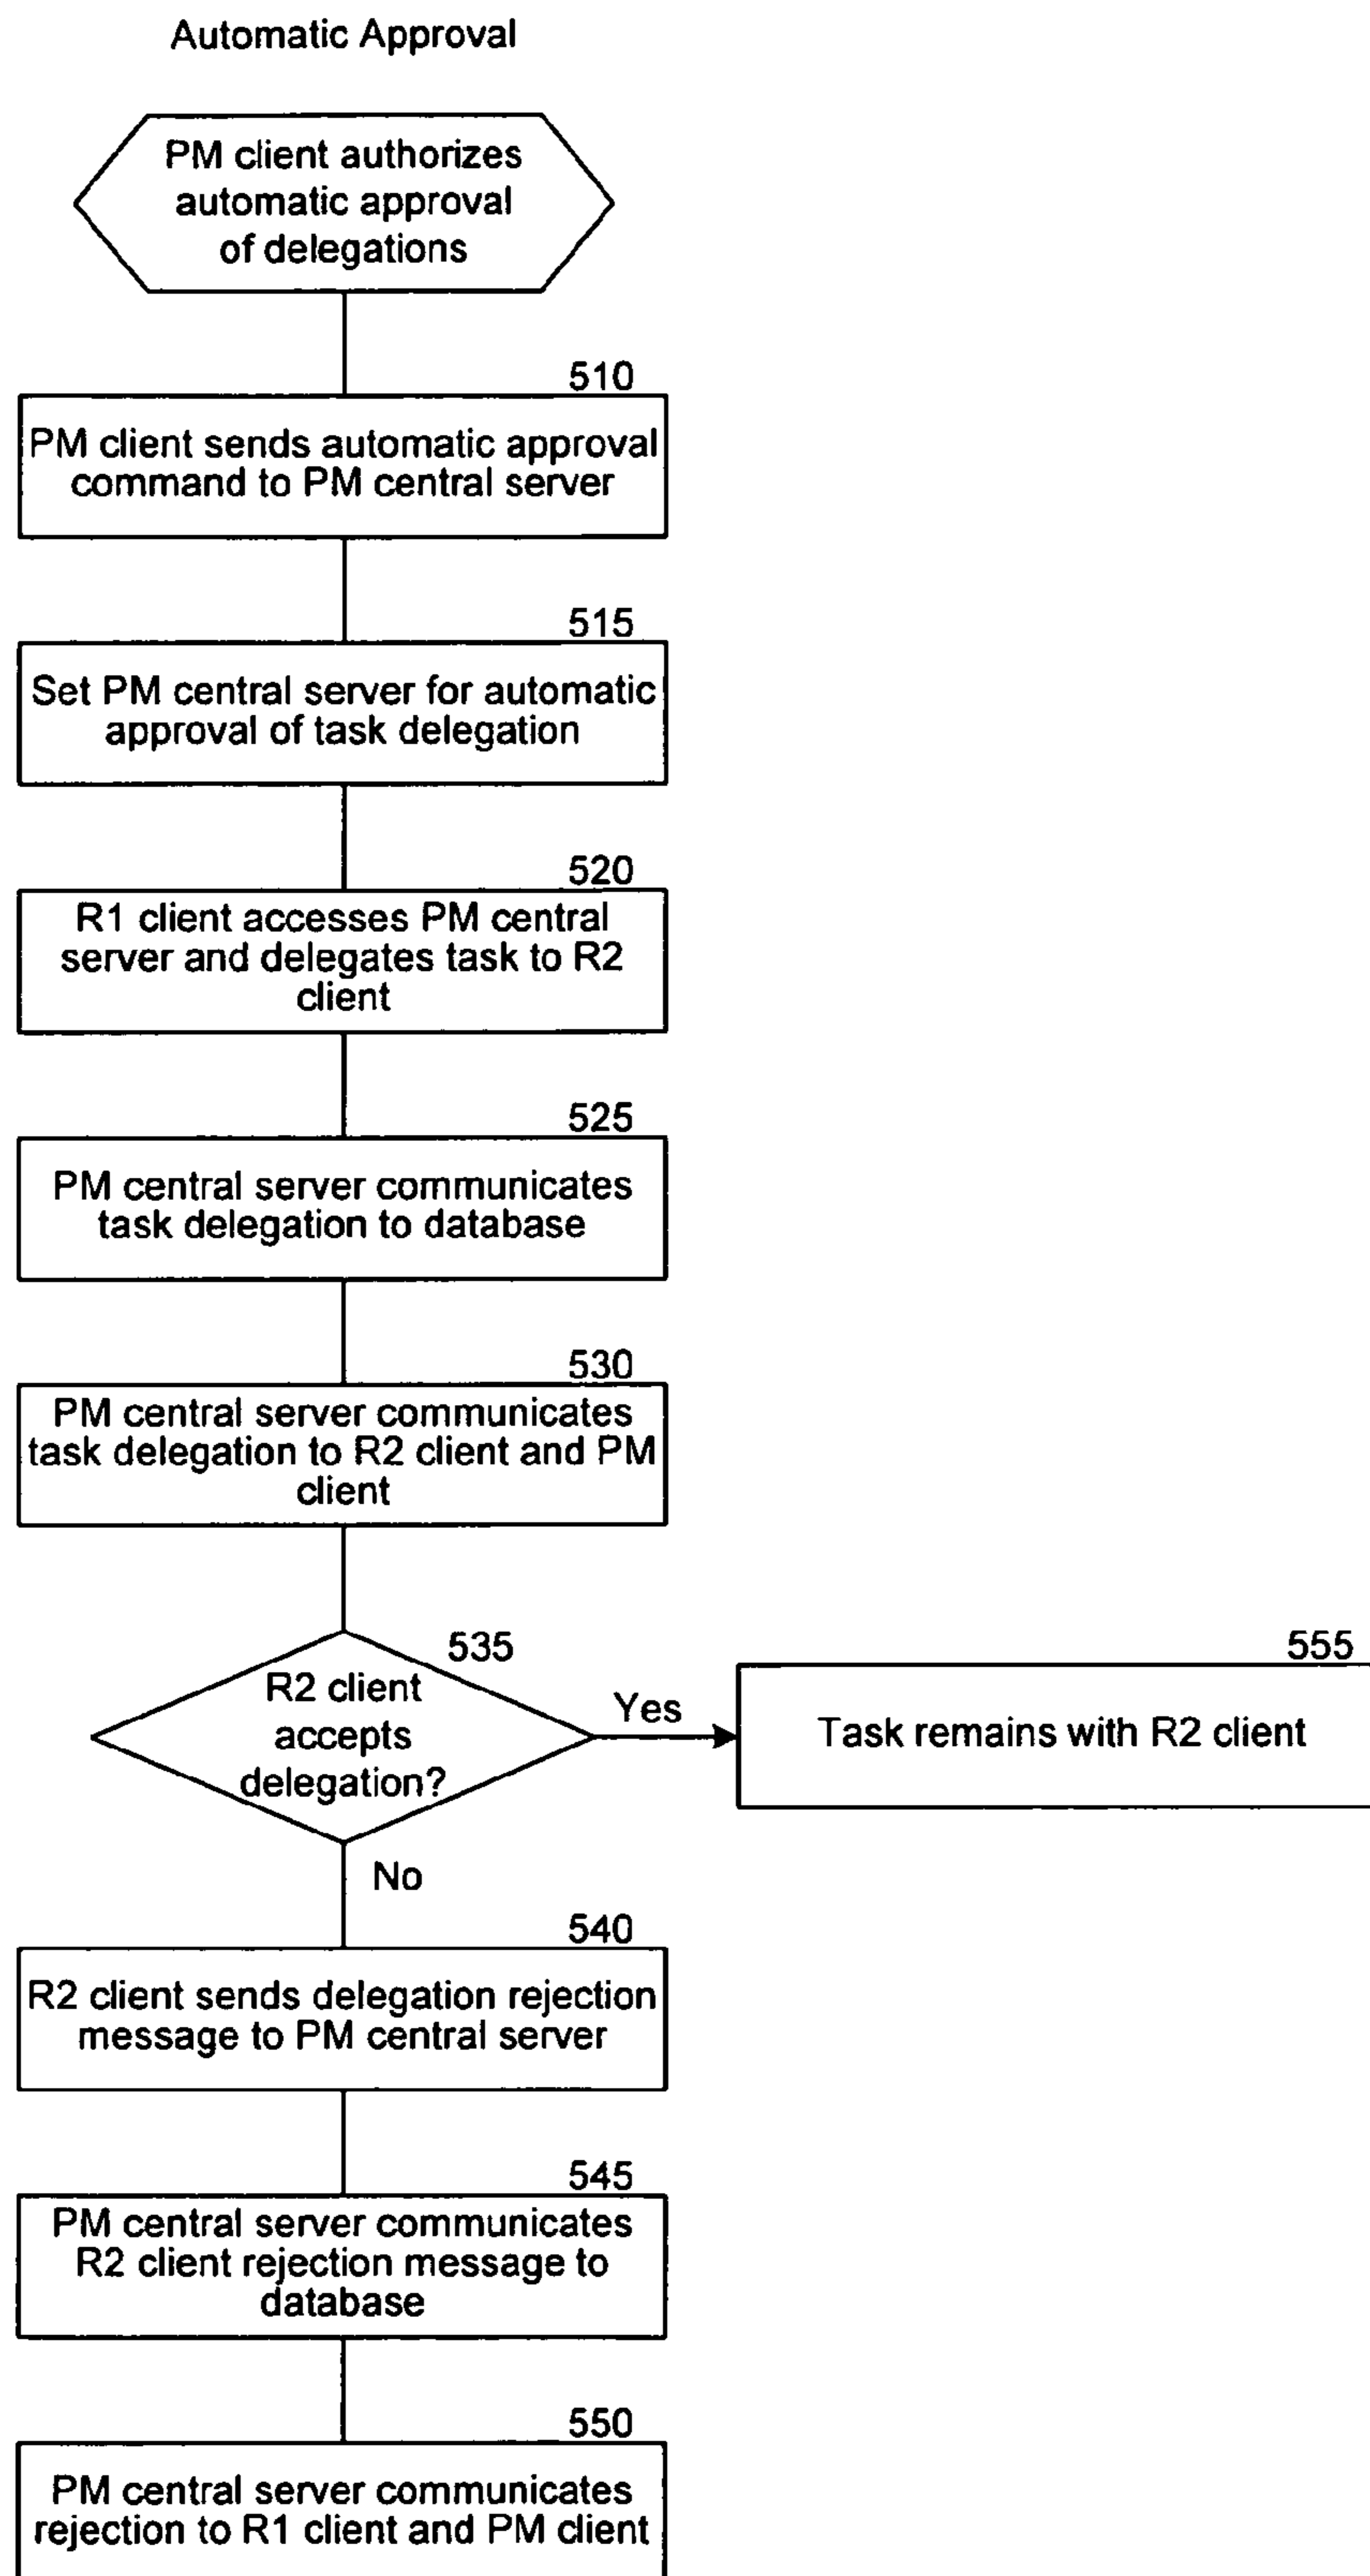 Automatic Approval
PM client authorizes
automatic approval
of delegations
510
PM client sends automatic approval
command to PM central server
515
Set PM central server for automatic
approval of task delegation
520
R1 client accesses PM central
server and delegates task to R2
client
525
PM central server communicates
task delegation to database
530
PM central server communicates
task delegation to R2 client and PM
client
535
R2 client
accepts
delegation?
Yes
555
Task remains with R2 client
No
540
R2 client sends delegation rejection
message to PM central server
545
PM central server communicates
R2 client rejection message to
database
550
PM central server communicates
rejection to R1 client and PM client